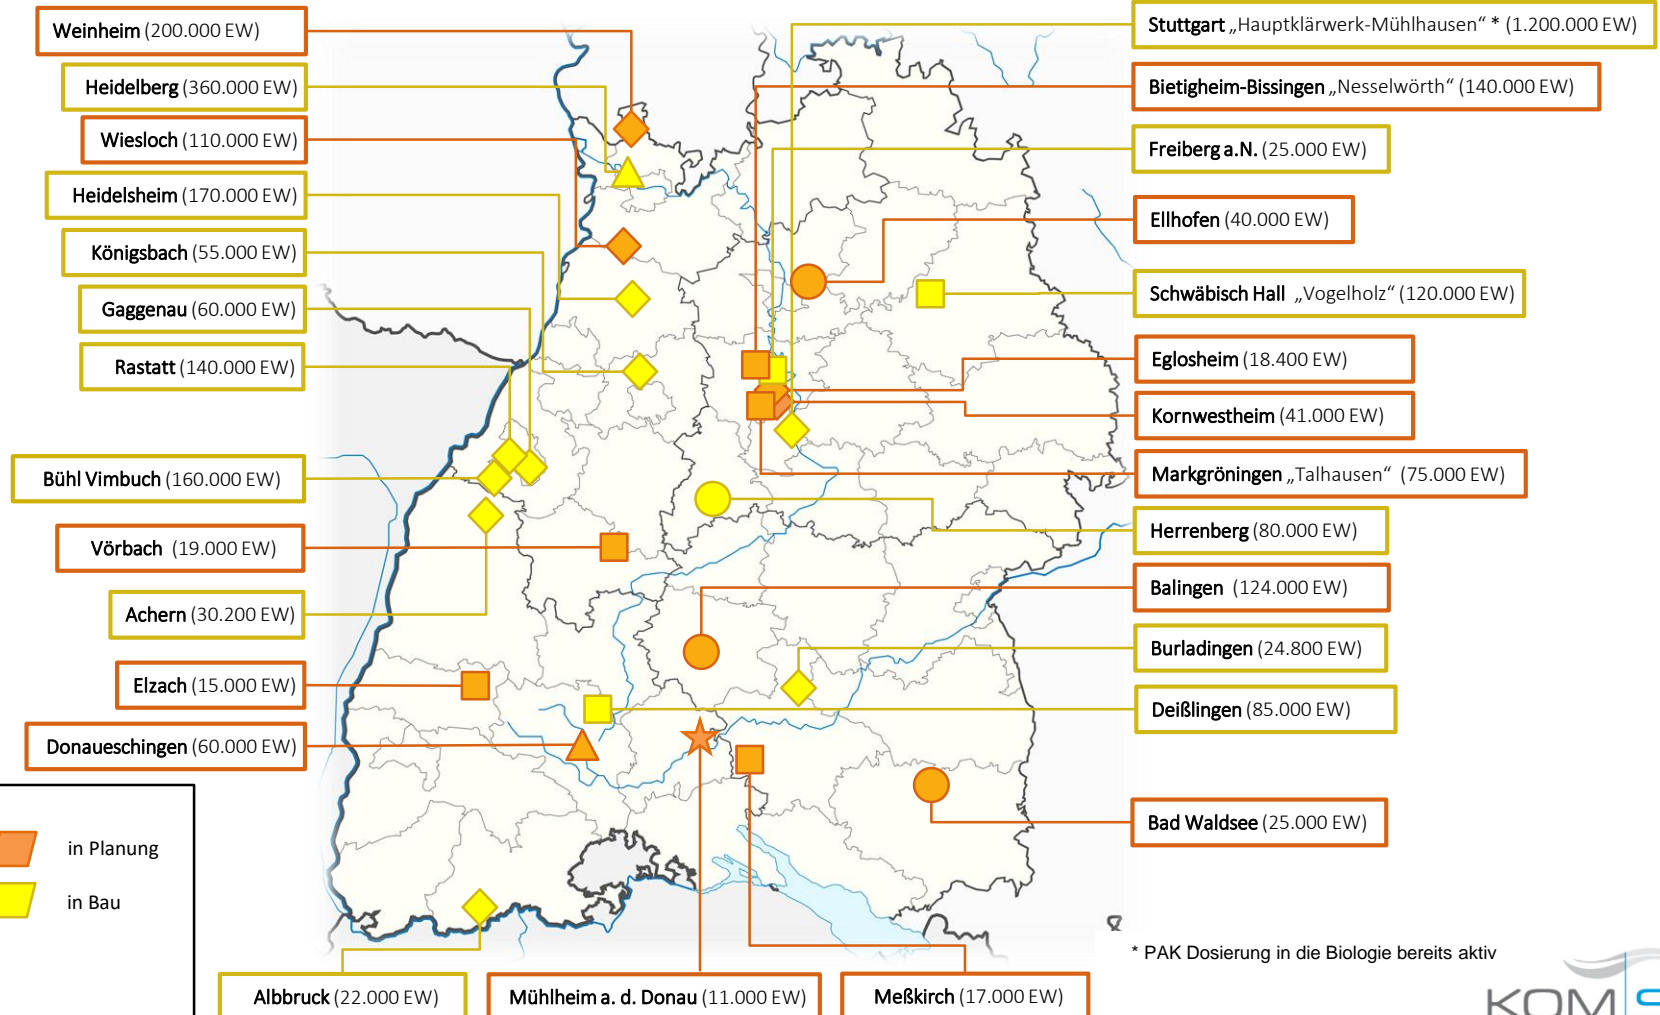 Weinheim (200.000 EW)
Heidelberg (360.000 EW)
Wiesloch (110.000 EW)
Heidelsheim (170.000 EW)
Königsbach (55.000 EW)
Gaggenau (60.000 EW)
Rastatt (140.000 EW)
Bühl Vimbuch (160.000 EW)
Vörbach (19.000 EW)
Achern (30.200 EW)
Elzach (15.000 EW)
Donaueschingen (60.000 EW)
in Planung
in Bau
Albbruck (22.000 EW)
Mühlheim a. d. Donau (11.000 EW)
Meßkirch (17.000 EW)
Stuttgart „Hauptklärwerk-Mühlhausen“ * (1.200.000 EW)
Bietigheim-Bissingen „Nesselwörth“ (140.000 EW)
Freiberg a.N. (25.000 EW)
Ellhofen (40.000 EW)
Schwäbisch Hall „Vogelholz“ (120.000 EW)
Eglosheim (18.400 EW)
Kornwestheim (41.000 EW)
Markgröningen „Talhausen“ (75.000 EW)
Herrenberg (80.000 EW)
Balingen (124.000 EW)
Burladingen (24.800 EW)
Deißlingen (85.000 EW)
Bad Waldsee (25.000 EW)
* PAK Dosierung in die Biologie bereits aktiv
KOM